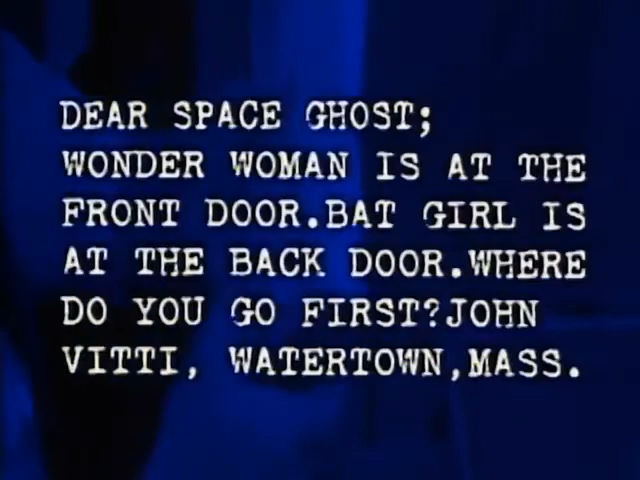 DEAR SPACE GHOST;
WONDER WOMAN IS AT THE
FRONT DOOR.BAT GIRL IS
AT THE BACK DOOR.WHERE
DO YOU GO FIRST?JOHN
VITTI, WATERTOWN,MASS.